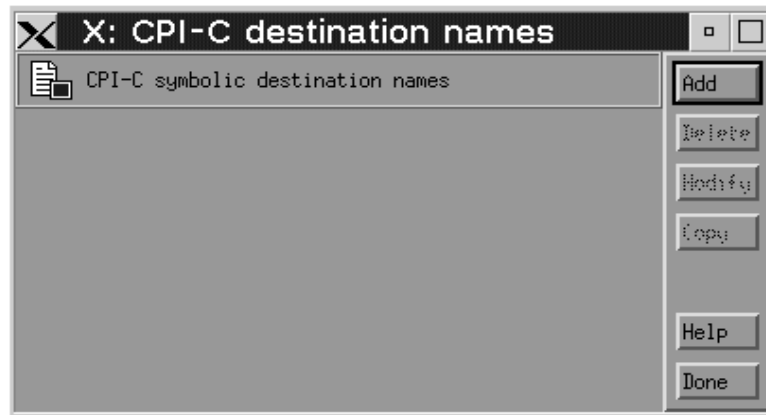 X: CPI-C destination names
CPI-C symbolic destination names
Add
Delete
Modify
Copy
Help
Done